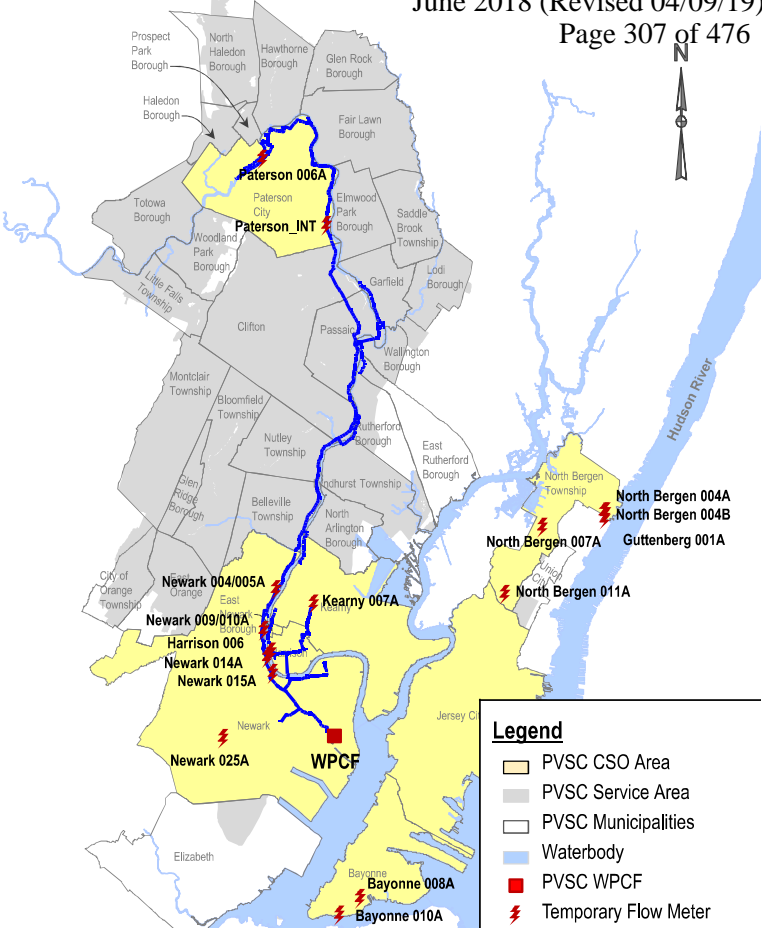 June 2018 (Revised 04/09/19)
Page 307 of 476
N
Prospect
Park
Borough
North
Haledon
Borough
Hawthorne
Borough
Glen Rock
Borough
Haledon
Borough
Fair Lawn
Borough
Paterson 006A
Totowa
Borough
Paterson
City
Paterson_INT
Elmwood
Park
Borough
Saddle
Brook
Township
Woodland
Park
Borough
Little Falls
Township
Garfield
Lodi
Borough
Clifton
Passaic
Wallington
Borough
Hudson River
Montclair
Township
Bloomfield
Township
Nutley
Township
Rutherford
Borough
East
Rutherford
Borough
Glen
Ridge
Borough
Belleville
Township
Lyndhurst Township
North
Arlington
Borough
North Bergen
Township
North Bergen 004A
North Bergen 004B
North Bergen 007A
Guttenberg 001A
Union
City
North Bergen 011A
City of
Orange
Township
East
Orange
Newark 004/005A
East
Newark
Borough
Kearny 007A
Kearny
Newark 009/010A
Harrison 006
Newark 014A
Newark 015A
Newark
Newark 025A
WPCF
Jersey City
Elizabeth
Bayonne
Bayonne 008A
Bayonne 010A
Legend
PVSC CSO Area
PVSC Service Area
PVSC Municipalities
Waterbody
PVSC WPCF
Temporary Flow Meter